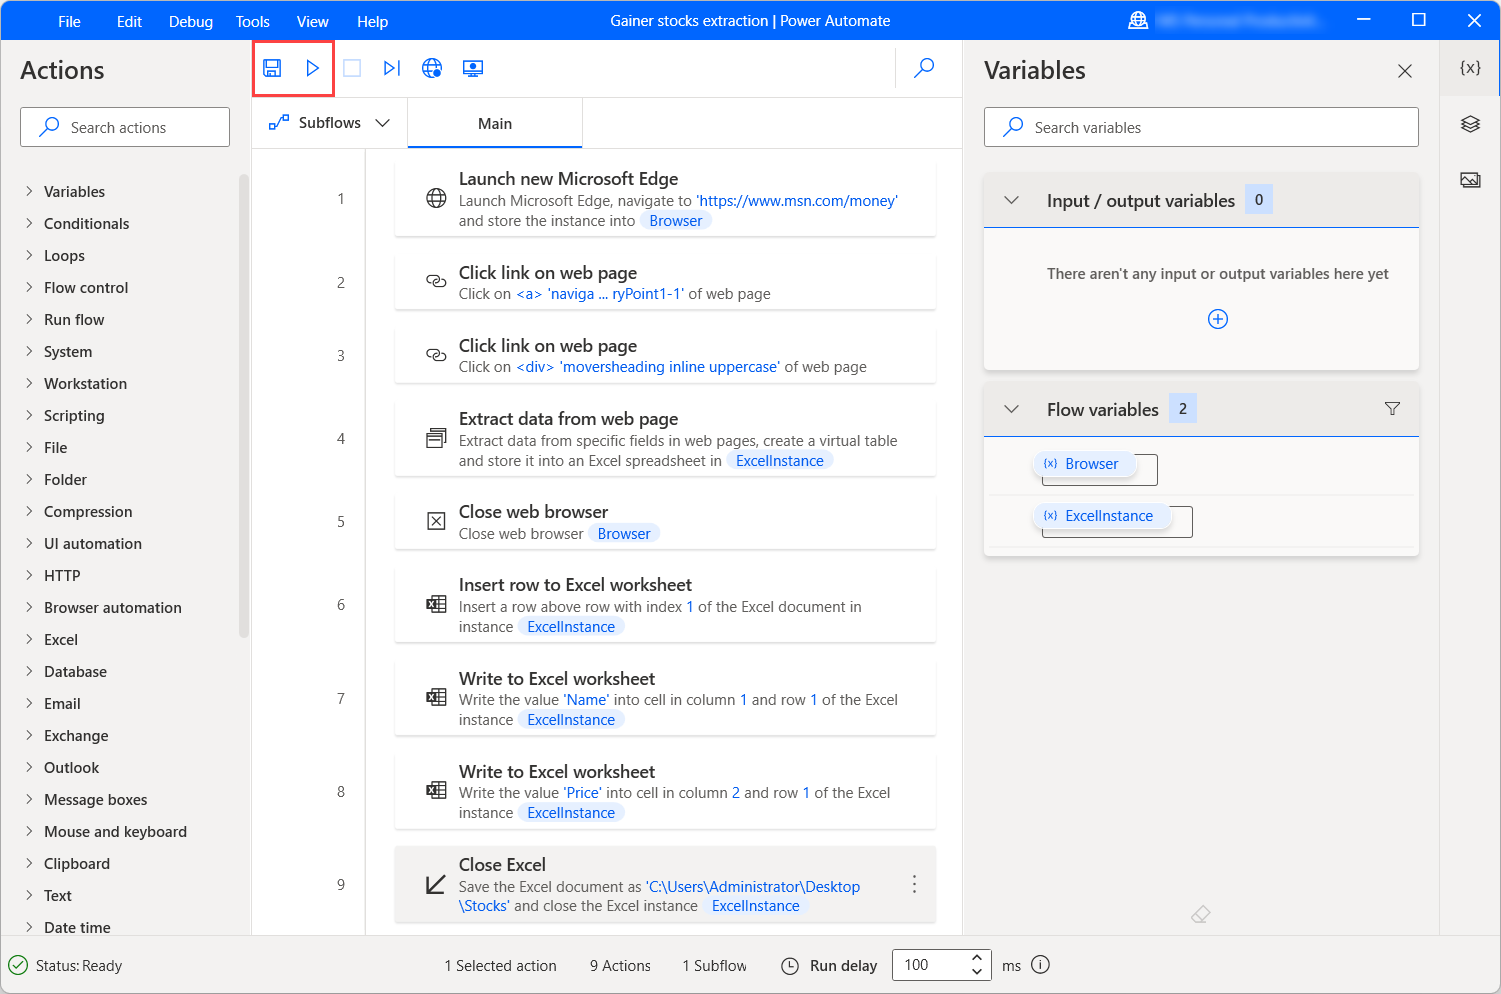 File Edit Debug Tools View Help
Gainer stocks extraction | Power Automate
Actions
Search actions
Variables
Conditionals
Loops
Flow control
Run flow
System
Workstation
Scripting
File
Folder
Compression
UI automation
HTTP
Browser automation
Excel
Database
Email
Exchange
Outlook
Message boxes
Mouse and keyboard
Clipboard
Text
Date time
Subflows
Main
1
Launch new Microsoft Edge
Launch Microsoft Edge, navigate to 'https://www.msn.com/money'
and store the instance into Browser
2
Click link on web page
Click on <a> 'naviga ... ryPoint1-1' of web page
3
Click link on web page
Click on <div> 'moversheading inline uppercase' of web page
4
Extract data from web page
Extract data from specific fields in web pages, create a virtual table
and store it into an Excel spreadsheet in ExcelInstance
5
Close web browser
Close web browser Browser
6
Insert row to Excel worksheet
Insert a row above row with index 1 of the Excel document in
instance ExcelInstance
7
Write to Excel worksheet
Write the value 'Name' into cell in column 1 and row 1 of the Excel
instance ExcelInstance
8
Write to Excel worksheet
Write the value 'Price' into cell in column 2 and row 1 of the Excel
instance ExcelInstance
9
Close Excel
Save the Excel document as 'C:\Users\Administrator\Desktop
\Stocks' and close the Excel instance ExcelInstance
Variables
{x}
Search variables
Input / output variables 0
There aren't any input or output variables here yet
Flow variables 2
{x} Browser
{x} ExcelInstance
Status: Ready
1 Selected action
9 Actions
1 Subflow
Run delay
100
ms